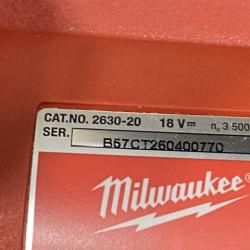 CAT.NO. 2630-20 18 V⎓ n₀ 3 500
SER.
B57CT260400770
Milwaukee